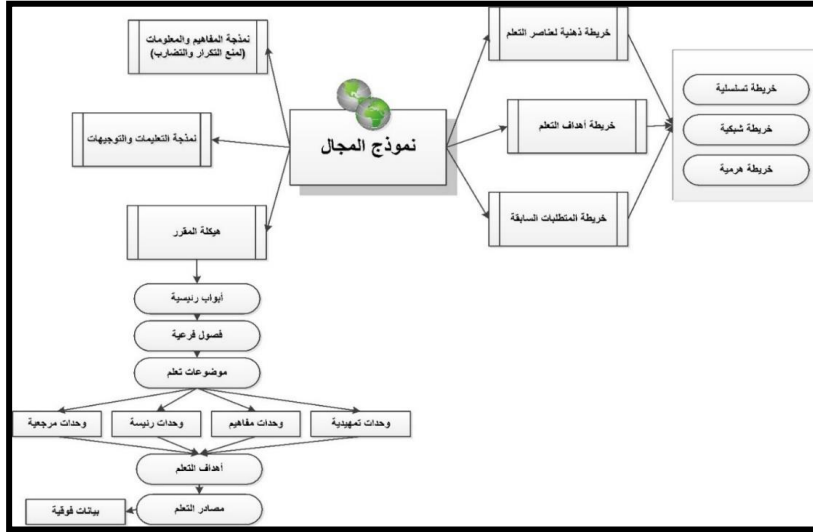 نمذجة المفاهيم والمعلومات
(لمنع التكرار والتضارب)
خريطة ذهنية لعناصر التعلم
خريطة تسلسلية
نموذج المجال
خريطة أهداف التعلم
خريطة شبكية
نمذجة التعليمات والتوجيهات
خريطة هرمية
خريطة المتطلبات السابقة
هيكلة المقرر
أبواب رئيسية
فصول فرعية
موضوعات تعلم
وحدات تمهيدية
وحدات مفاهيم
وحدات رئيسة
وحدات مرجعية
أهداف التعلم
مصادر التعلم
بيانات فوقية